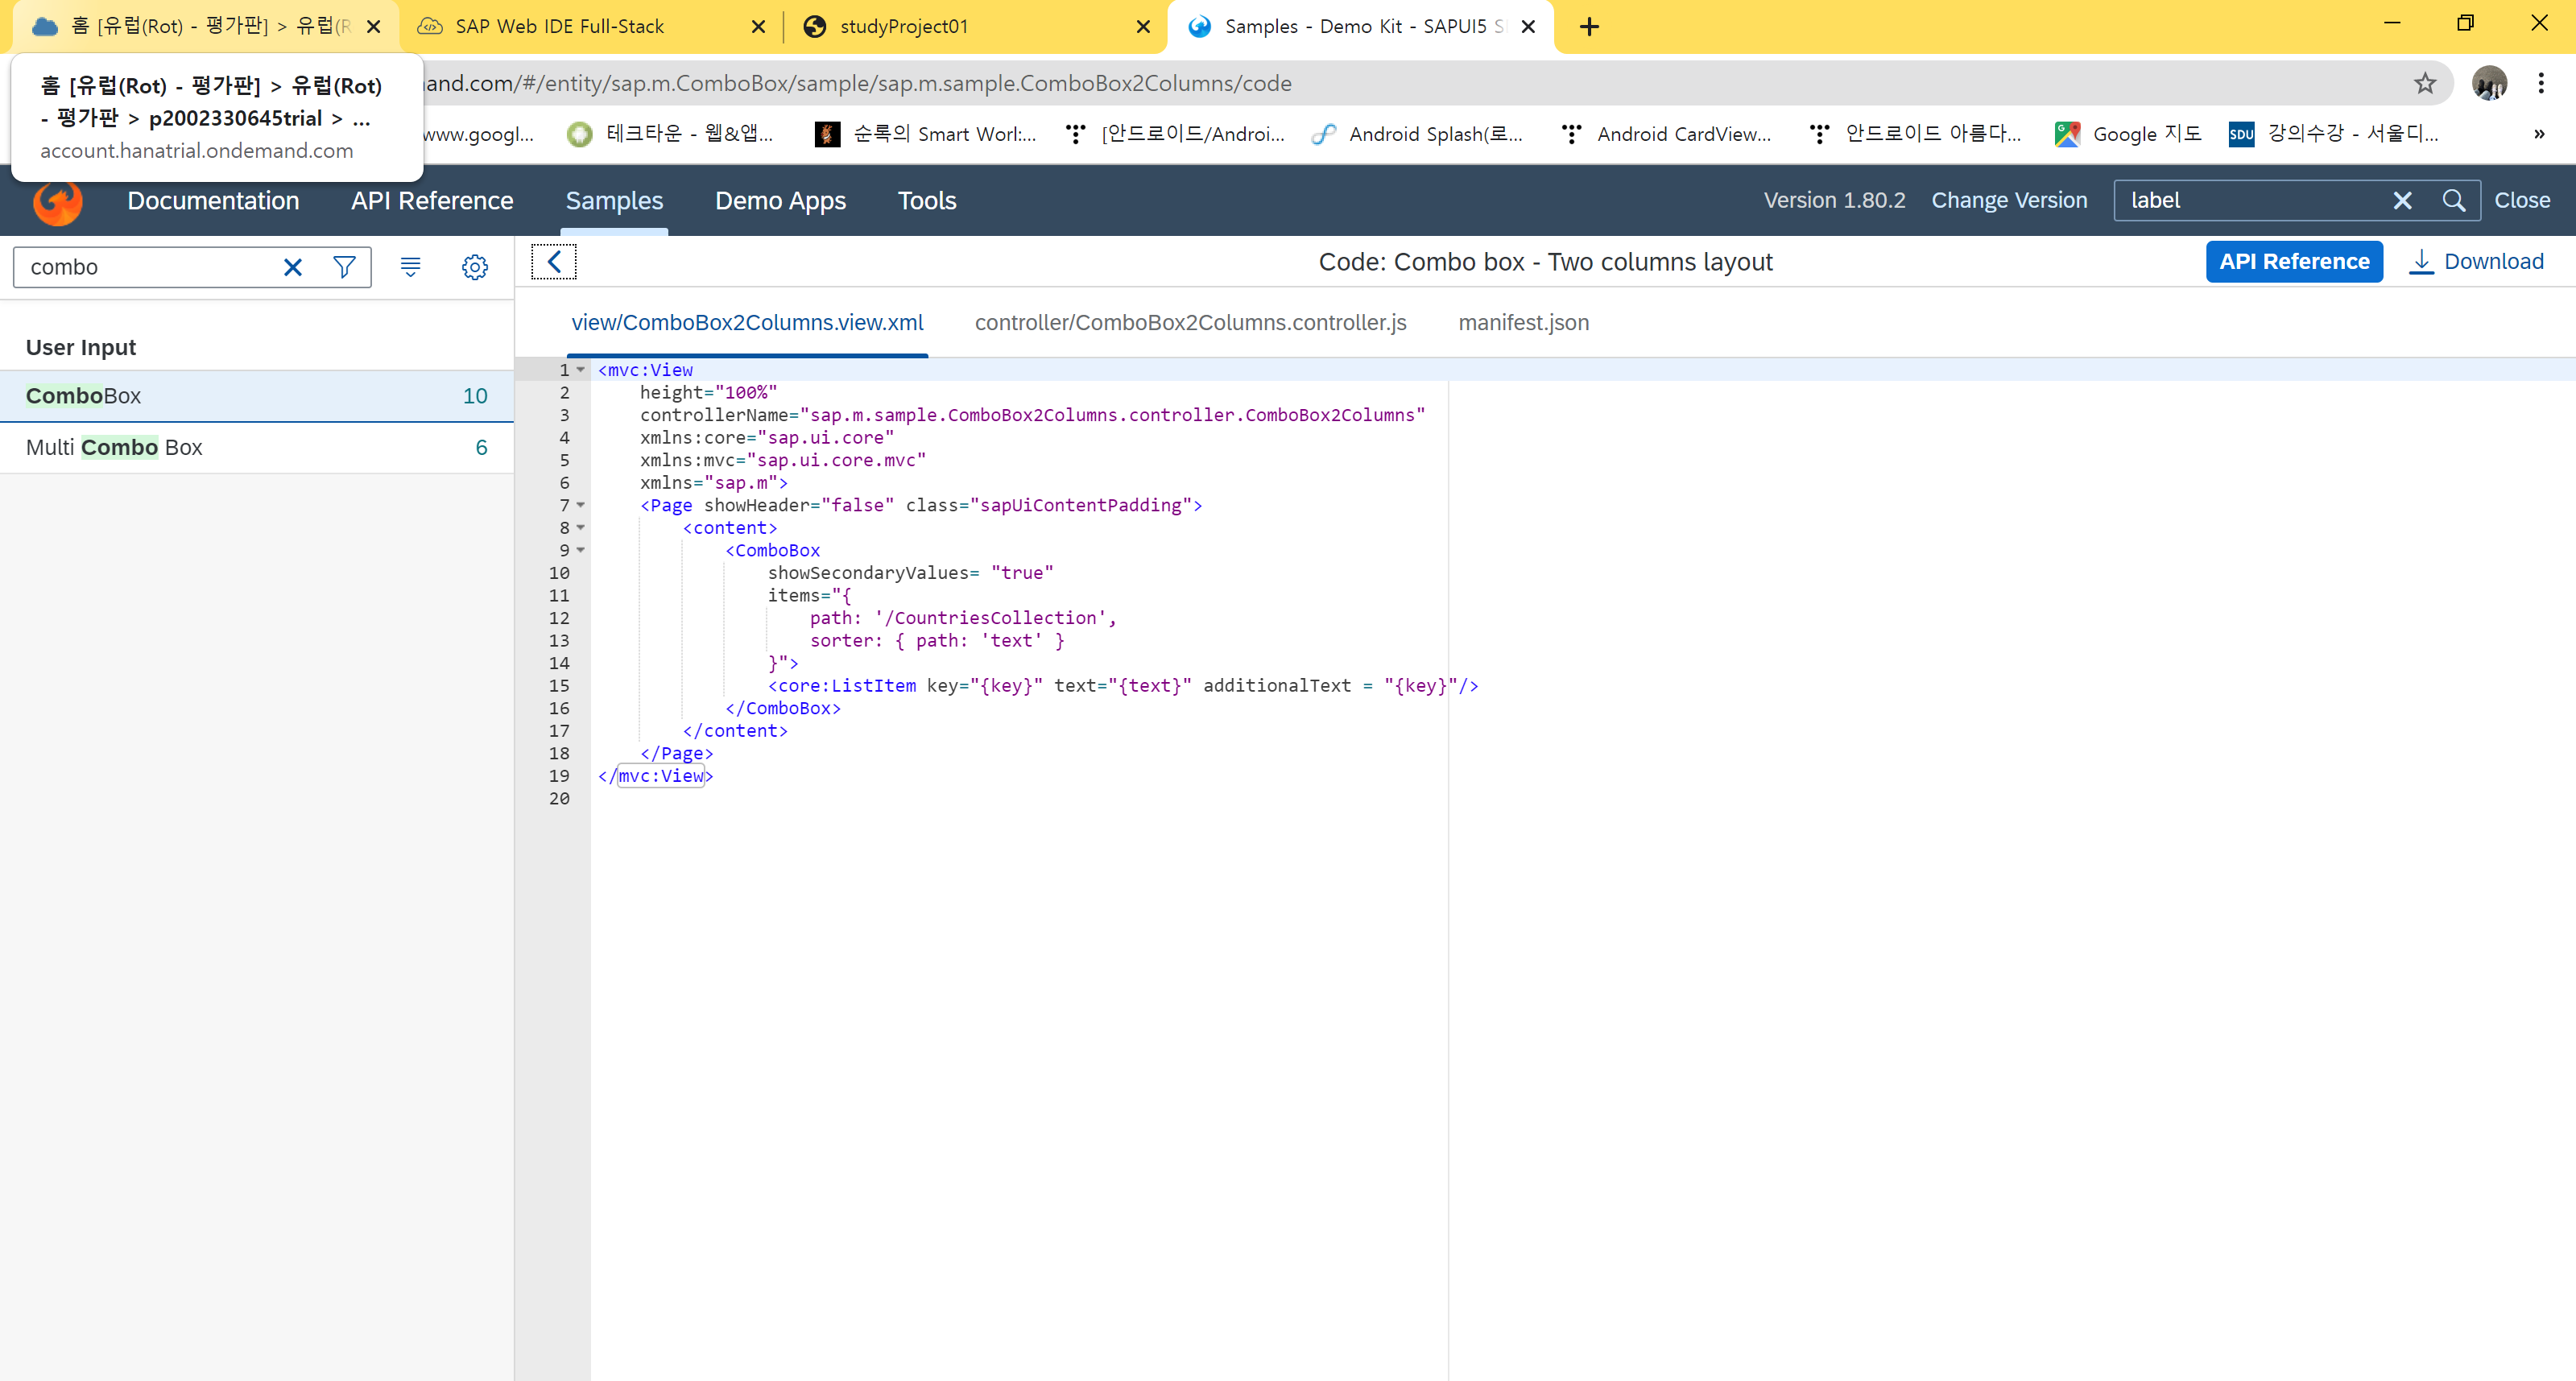 홈 [유럽(Rot) - 평가판] > 유럽(R
SAP Web IDE Full-Stack
studyProject01
Samples - Demo Kit - SAPUI5 S
홈 [유럽(Rot) - 평가판] > 유럽(Rot)
- 평가판 > p2002330645trial > ...
account.hanatrial.ondemand.com
and.com/#/entity/sap.m.ComboBox/sample/sap.m.sample.ComboBox2Columns/code
www.googl...
테크타운 - 웹&앱...
순록의 Smart Worl:...
[안드로이드/Androi...
Android Splash(로...
Android CardView...
안드로이드 아름다...
Google 지도
SDU
강의수강 - 서울디...
»
Documentation
API Reference
Samples
Demo Apps
Tools
Version 1.80.2
Change Version
label
Close
combo
Code: Combo box - Two columns layout
API Reference
Download
User Input
ComboBox 10
Multi Combo Box 6
view/ComboBox2Columns.view.xml
controller/ComboBox2Columns.controller.js
manifest.json
1 <mvc:View
2 height="100%"
3 controllerName="sap.m.sample.ComboBox2Columns.controller.ComboBox2Columns"
4 xmlns:core="sap.ui.core"
5 xmlns:mvc="sap.ui.core.mvc"
6 xmlns="sap.m">
7 <Page showHeader="false" class="sapUiContentPadding">
8 <content>
9 <ComboBox
10 showSecondaryValues= "true"
11 items="{
12 path: '/CountriesCollection',
13 sorter: { path: 'text' }
14 }">
15 <core:ListItem key="{key}" text="{text}" additionalText = "{key}"/>
16 </ComboBox>
17 </content>
18 </Page>
19 </mvc:View>
20